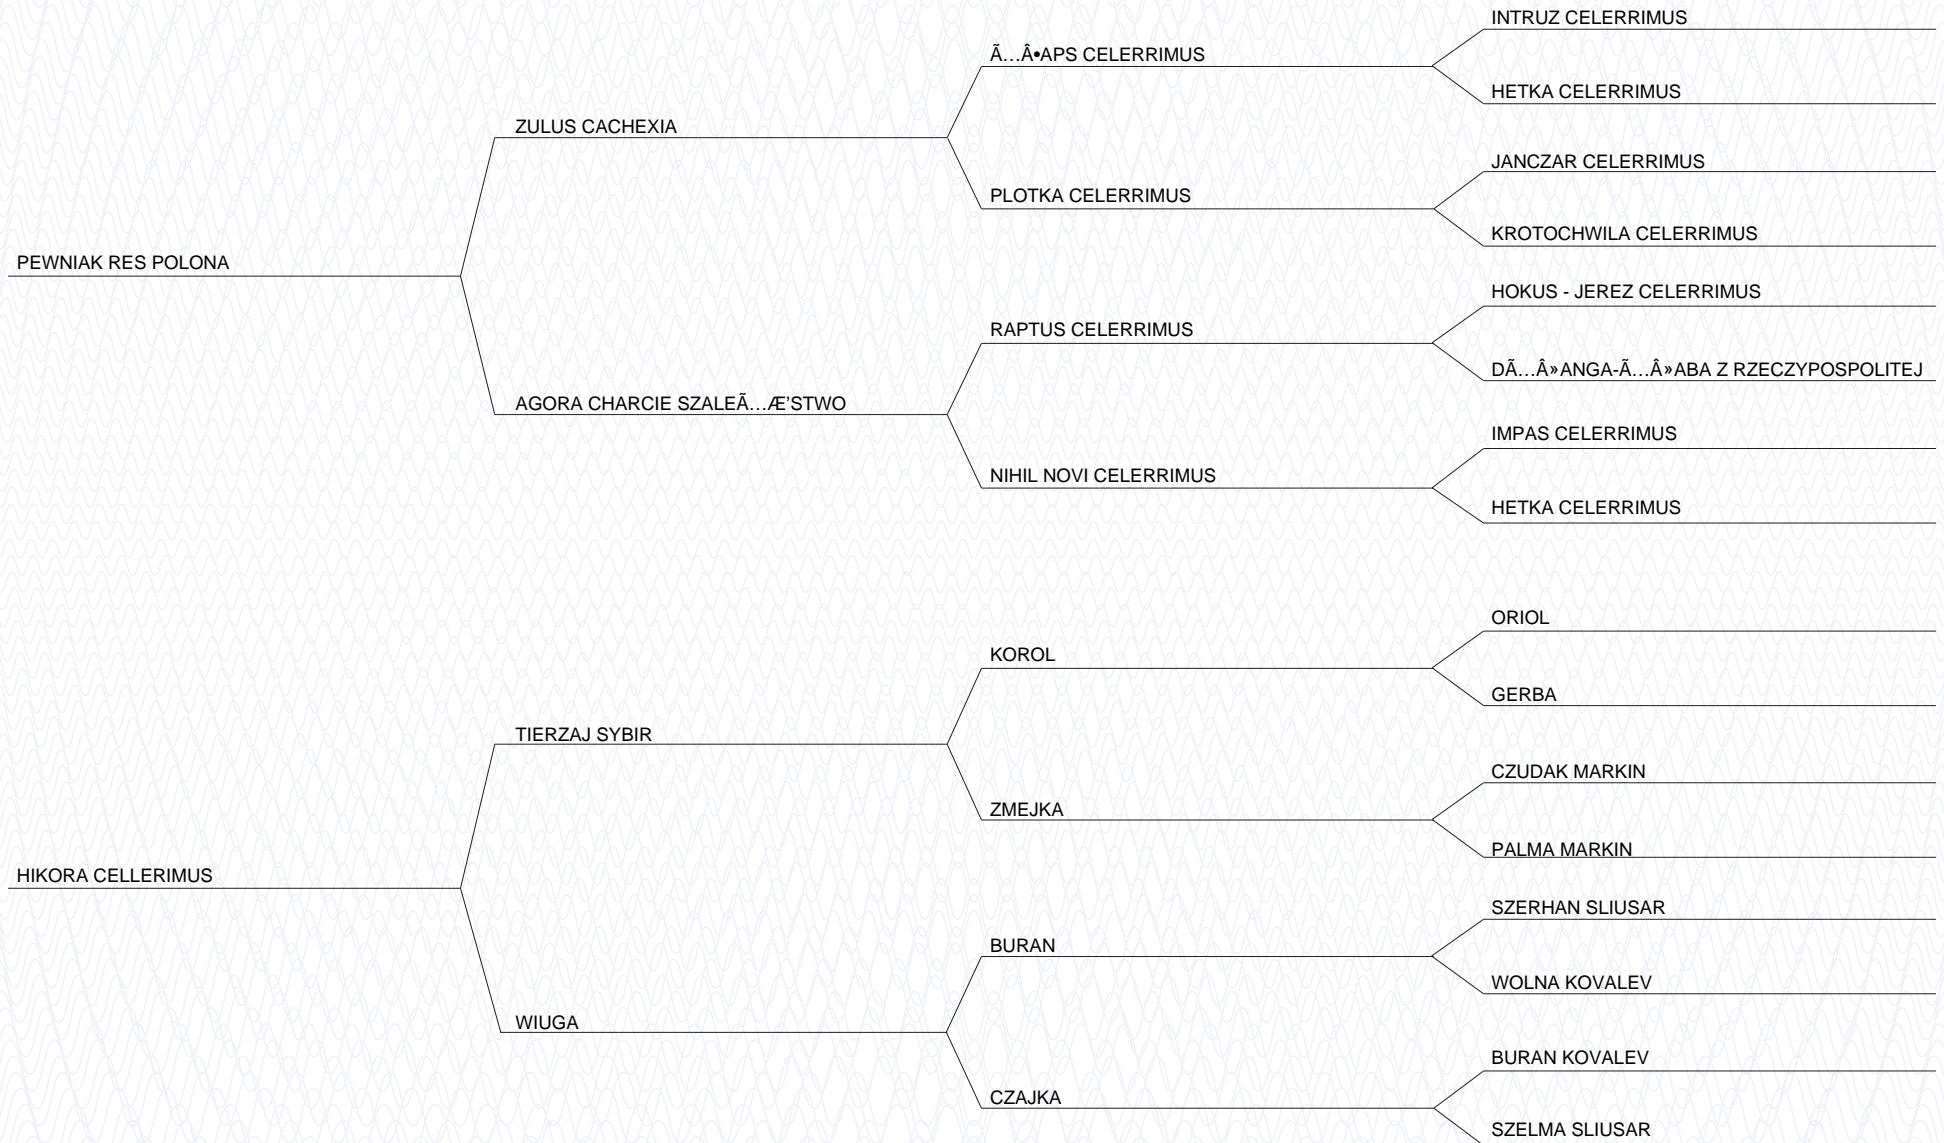 INTRUZ CELERRIMUS
Ã…Â•APS CELERRIMUS
HETKA CELERRIMUS
ZULUS CACHEXIA
JANCZAR CELERRIMUS
PLOTKA CELERRIMUS
KROTOCHWILA CELERRIMUS
PEWNIAK RES POLONA
HOKUS - JEREZ CELERRIMUS
RAPTUS CELERRIMUS
DÃ…Â»ANGA-Ã…Â»ABA Z RZECZYPOSPOLITEJ
AGORA CHARCIE SZALEÃ…Æ’STWO
IMPAS CELERRIMUS
NIHIL NOVI CELERRIMUS
HETKA CELERRIMUS
ORIOL
KOROL
GERBA
TIERZAJ SYBIR
CZUDAK MARKIN
ZMEJKA
PALMA MARKIN
HIKORA CELLERIMUS
SZERHAN SLIUSAR
BURAN
WOLNA KOVALEV
WIUGA
BURAN KOVALEV
CZAJKA
SZELMA SLIUSAR